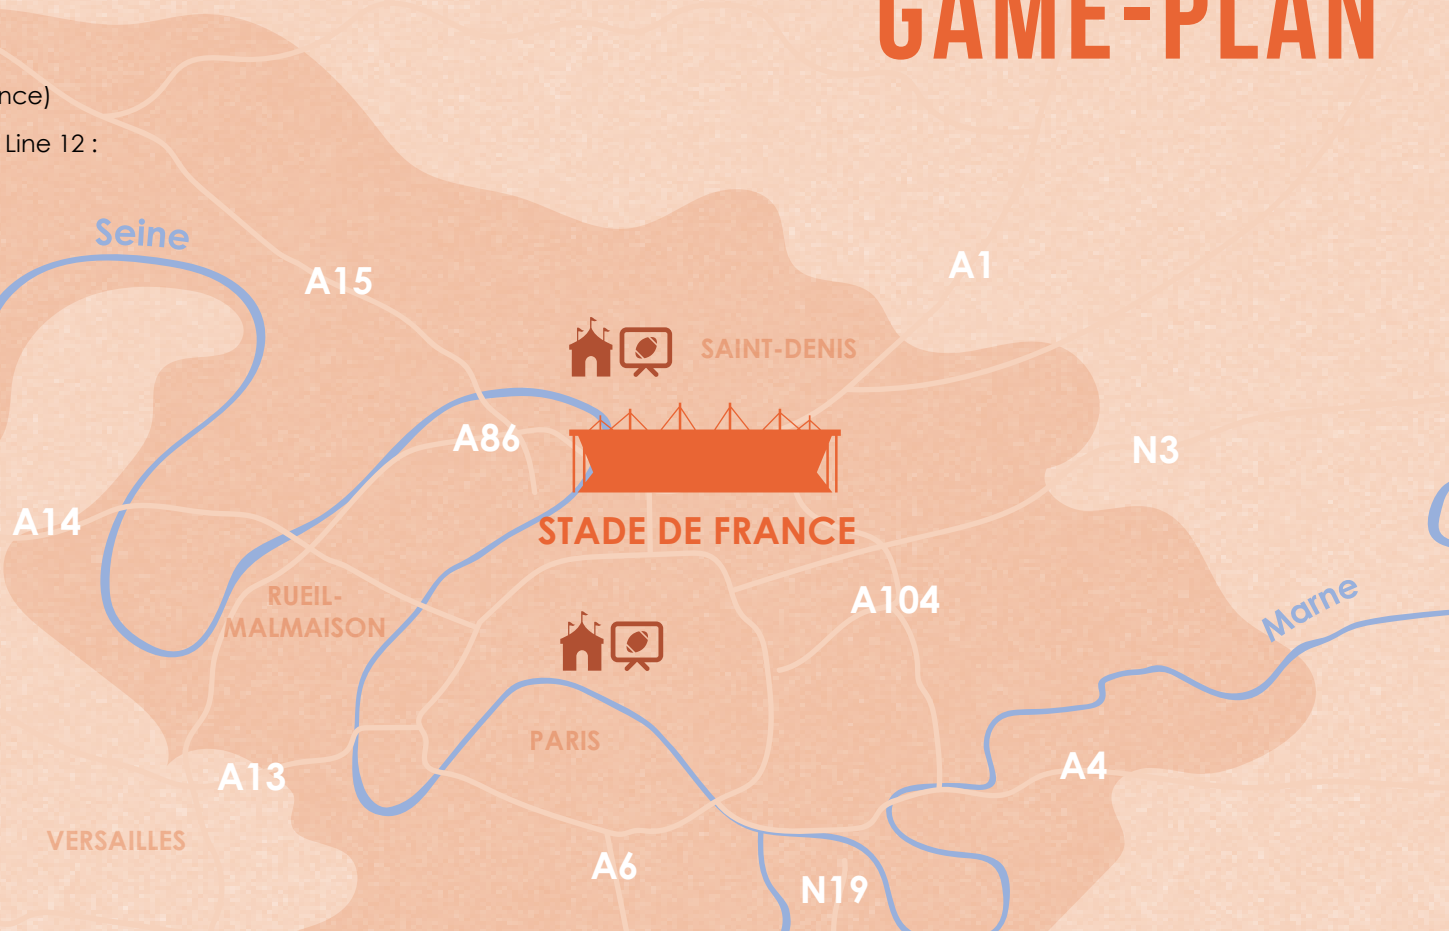 GAME-PLAN
nce)
Line 12 :
Seine
A15
A1
SAINT-DENIS
A86
N3
A14
STADE DE FRANCE
RUEIL-
MALMAISON
A104
Marne
PARIS
A13
A4
VERSAILLES
A6
N19